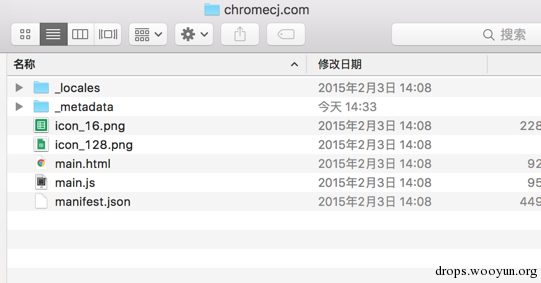 chromecj.com
搜索
名称 修改日期
_locales 2015年2月3日 14:08
_metadata 今天 14:33
icon_16.png 2015年2月3日 14:08 228
icon_128.png 2015年2月3日 14:08
main.html 2015年2月3日 14:08 92
main.js 2015年2月3日 14:08 95
manifest.json 2015年2月3日 14:08 449
drops.wooyun.org